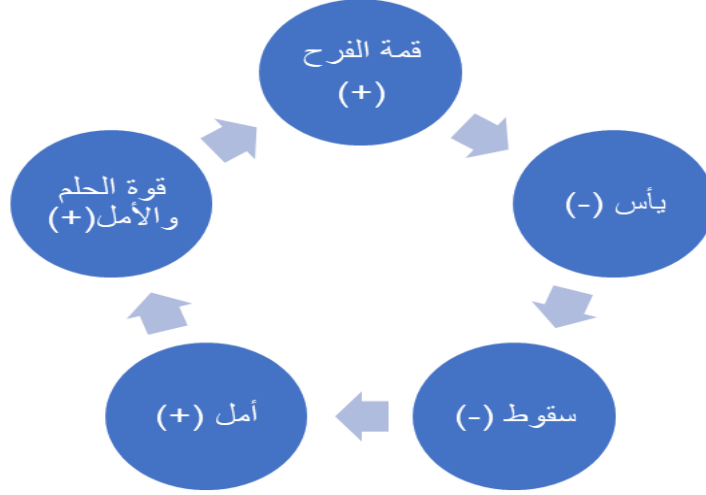 قمة الفرح
(+)
يأس (-)
سقوط (-)
أمل (+)
قوة الحلم
والأمل(+)